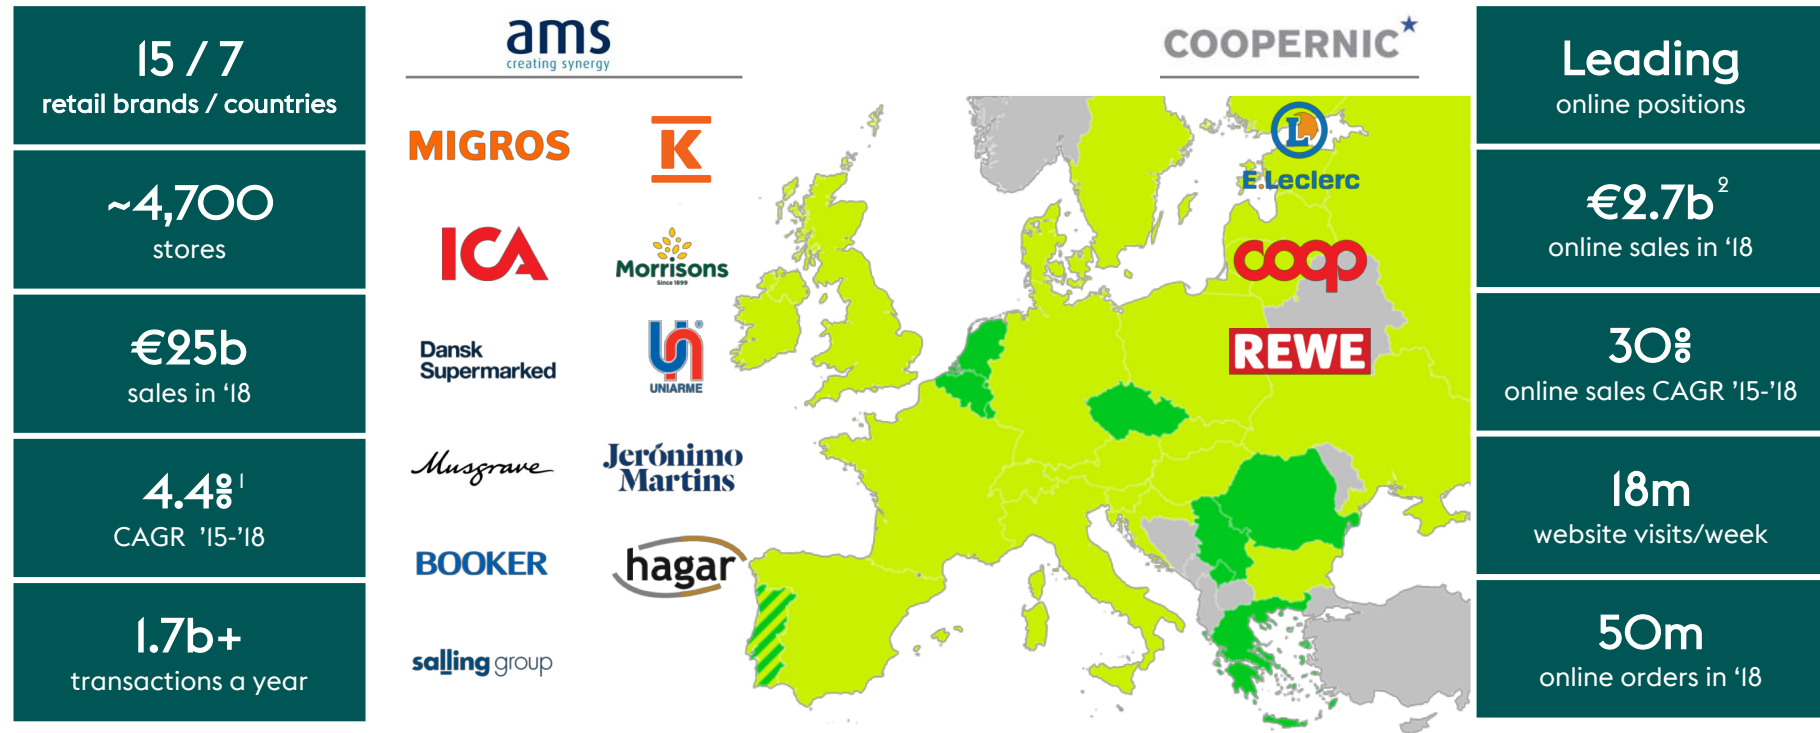 15 / 7
retail brands / countries
~4,700
stores
€25b
sales in ‘18
4.4%¹
CAGR ’15-’18
1.7b+
transactions a year
ams
creating synergy
MIGROS
K
ICA
Morrisons
Since 1899
Dansk
Supermarked
UNIARME
Musgrave
Jerónimo
Martins
BOOKER
hagar
salling group
COOPERNIC
L
E.Leclerc
coop
REWE
Leading
online positions
€2.7b²
online sales in ‘18
30%
online sales CAGR ’15-’18
18m
website visits/week
50m
online orders in ‘18